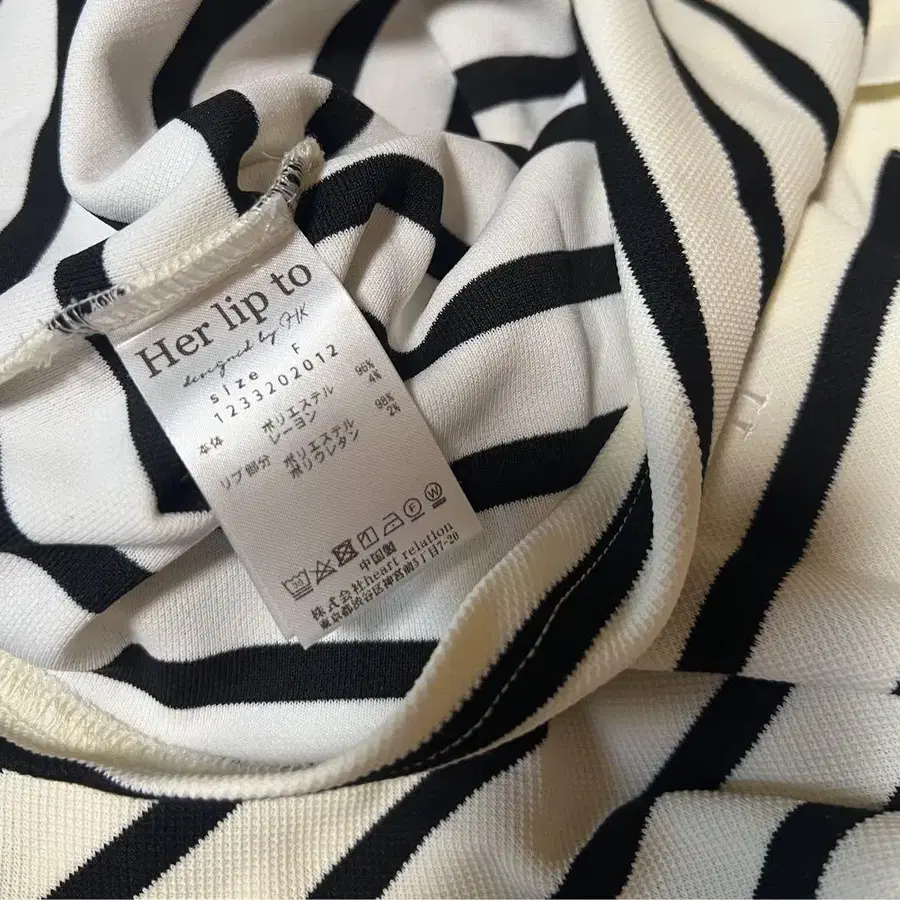 Her lip to
designed by HK
size F
1233202012
本体 ポリエステル 96%
レーヨン 4%
リブ部分 ポリエステル 98%
ポリウレタン 2%
30 F W
中国製
株式会社heart relation
東京都渋谷区神宮前5丁目7-20